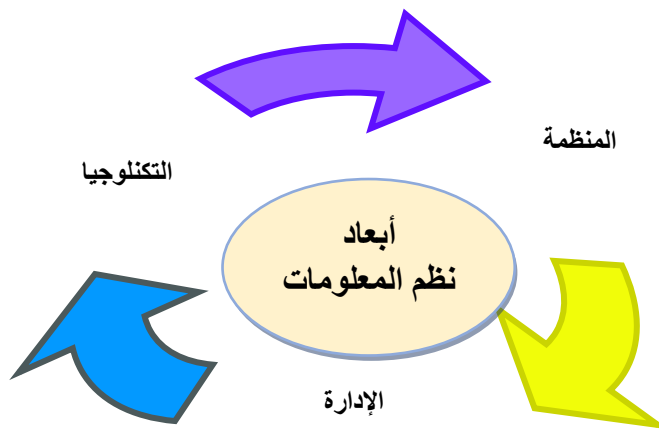 المنظمة
التكنلوجيا
أبعاد
نظم المعلومات
الإدارة